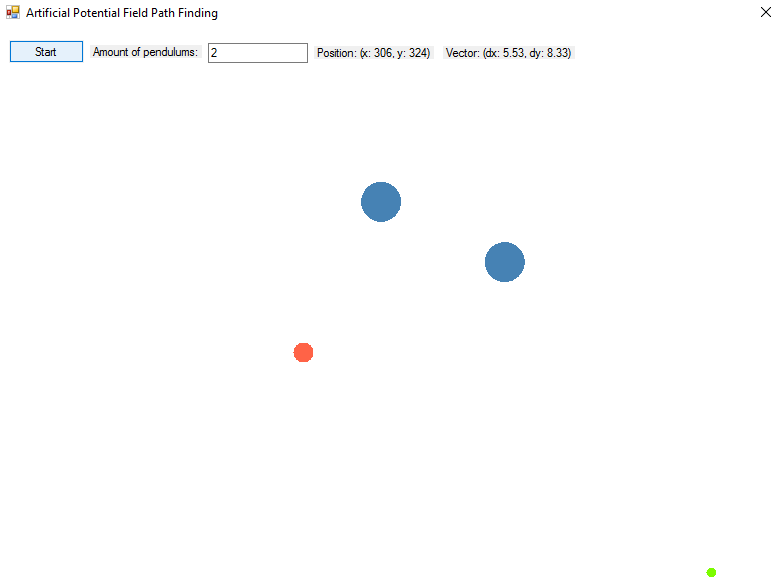 Artificial Potential Field Path Finding
Start Amount of pendulums: 2 Position: (x: 306, y: 324) Vector: (dx: 5.53, dy: 8.33)